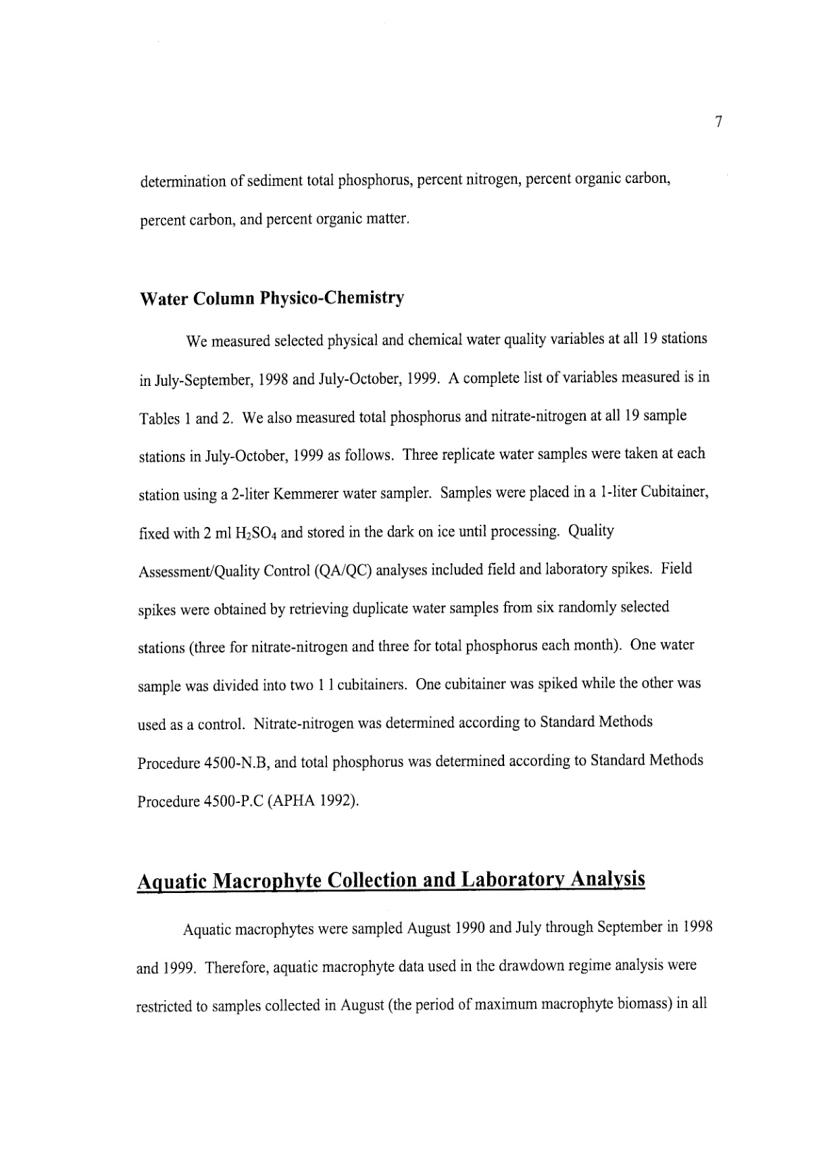 7
determination of sediment total phosphorus, percent nitrogen, percent organic carbon,
percent carbon, and percent organic matter.
Water Column Physico-Chemistry
We measured selected physical and chemical water quality variables at all 19 stations
in July-September, 1998 and July-October, 1999. A complete list of variables measured is in
Tables 1 and 2. We also measured total phosphorus and nitrate-nitrogen at all 19 sample
stations in July-October, 1999 as follows. Three replicate water samples were taken at each
station using a 2-liter Kemmerer water sampler. Samples were placed in a 1-liter Cubitainer,
fixed with 2 ml H₂SO₄ and stored in the dark on ice until processing. Quality
Assessment/Quality Control (QA/QC) analyses included field and laboratory spikes. Field
spikes were obtained by retrieving duplicate water samples from six randomly selected
stations (three for nitrate-nitrogen and three for total phosphorus each month). One water
sample was divided into two 1 l cubitainers. One cubitainer was spiked while the other was
used as a control. Nitrate-nitrogen was determined according to Standard Methods
Procedure 4500-N.B, and total phosphorus was determined according to Standard Methods
Procedure 4500-P.C (APHA 1992).
Aquatic Macrophyte Collection and Laboratory Analysis
Aquatic macrophytes were sampled August 1990 and July through September in 1998
and 1999. Therefore, aquatic macrophyte data used in the drawdown regime analysis were
restricted to samples collected in August (the period of maximum macrophyte biomass) in all